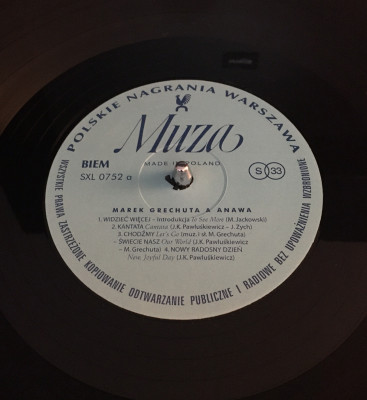 POLSKIE NAGRANIA WARSZAWA
Muza
BIEM
MADE IN POLAND
SXL 0752 a
S 33
MAREK GRECHUTA & ANAWA
1. WIDZIEĆ WIĘCEJ – introdukcja To See More (M. Jackowski)
2. KANTATA Cantata (J.K. Pawluśkiewicz – J. Zych)
3. CHODŹMY Let's Go (muz. i sł. M. Grechuta)
– ŚWIECIE NASZ Our World (J.K. Pawluśkiewicz
– M. Grechuta) 4. NOWY RADOSNY DZIEŃ
New, Joyful Day (J.K. Pawluśkiewicz)
WSZYSTKIE PRAWA ZASTRZEŻONE KOPIOWANIE ODTWARZANIE PUBLICZNE I RADIOWE BEZ UPOWAŻNIENIA WZBRONIONE